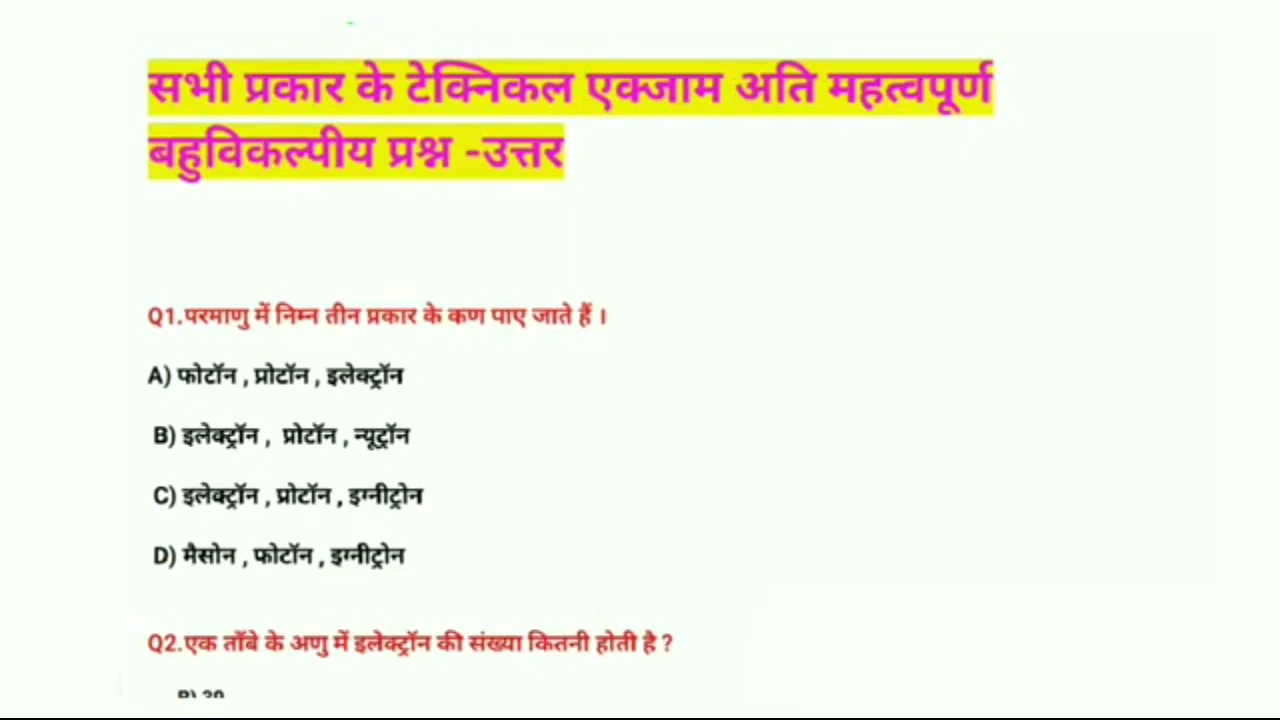 सभी प्रकार के टेक्निकल एक्जाम अति महत्वपूर्ण
बहुविकल्पीय प्रश्न -उत्तर
Q1.परमाणु में निम्न तीन प्रकार के कण पाए जाते हैं ।
A) फोटॉन , प्रोटॉन , इलेक्ट्रॉन
B) इलेक्ट्रॉन , प्रोटॉन , न्यूट्रॉन
C) इलेक्ट्रॉन , प्रोटॉन , इग्नीट्रोन
D) मैसोन , फोटॉन , इग्नीट्रोन
Q2.एक ताँबे के अणु में इलेक्ट्रॉन की संख्या कितनी होती है ?